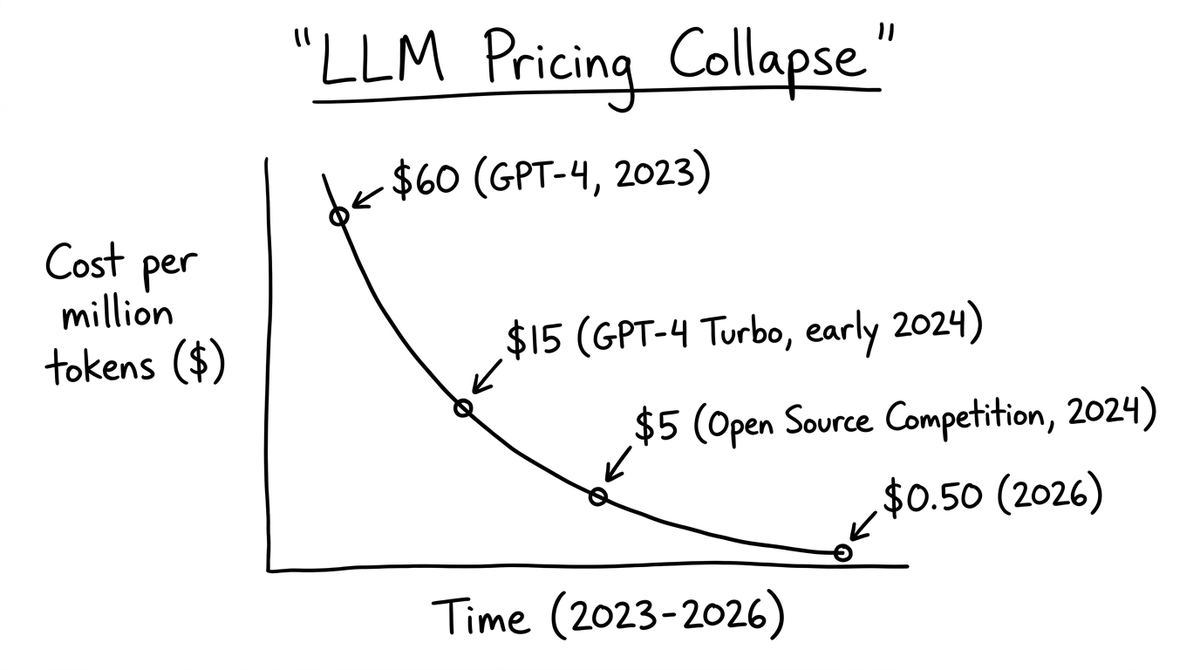 "LLM Pricing Collapse"
$60 (GPT-4, 2023)
Cost per
million
tokens ($)
$15 (GPT-4 Turbo, early 2024)
$5 (Open Source Competition, 2024)
$0.50 (2026)
Time (2023-2026)